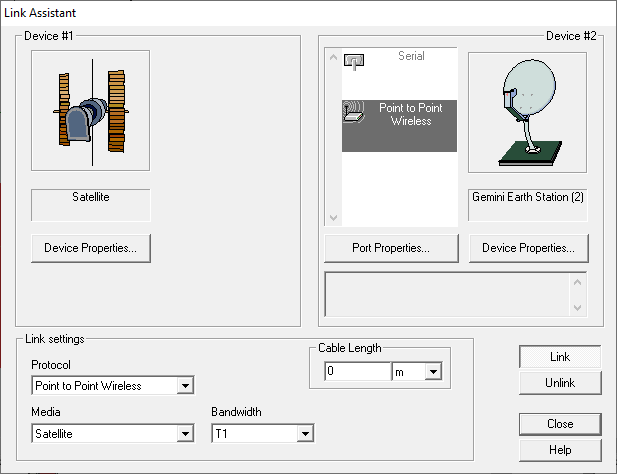 Link Assistant
Device #1
Device #2
Serial
Point to Point
Wireless
Satellite
Gemini Earth Station (2)
Device Properties...
Port Properties...
Device Properties...
Link settings
Protocol
Point to Point Wireless
Cable Length
0
m
Media
Satellite
Bandwidth
T1
Link
Unlink
Close
Help